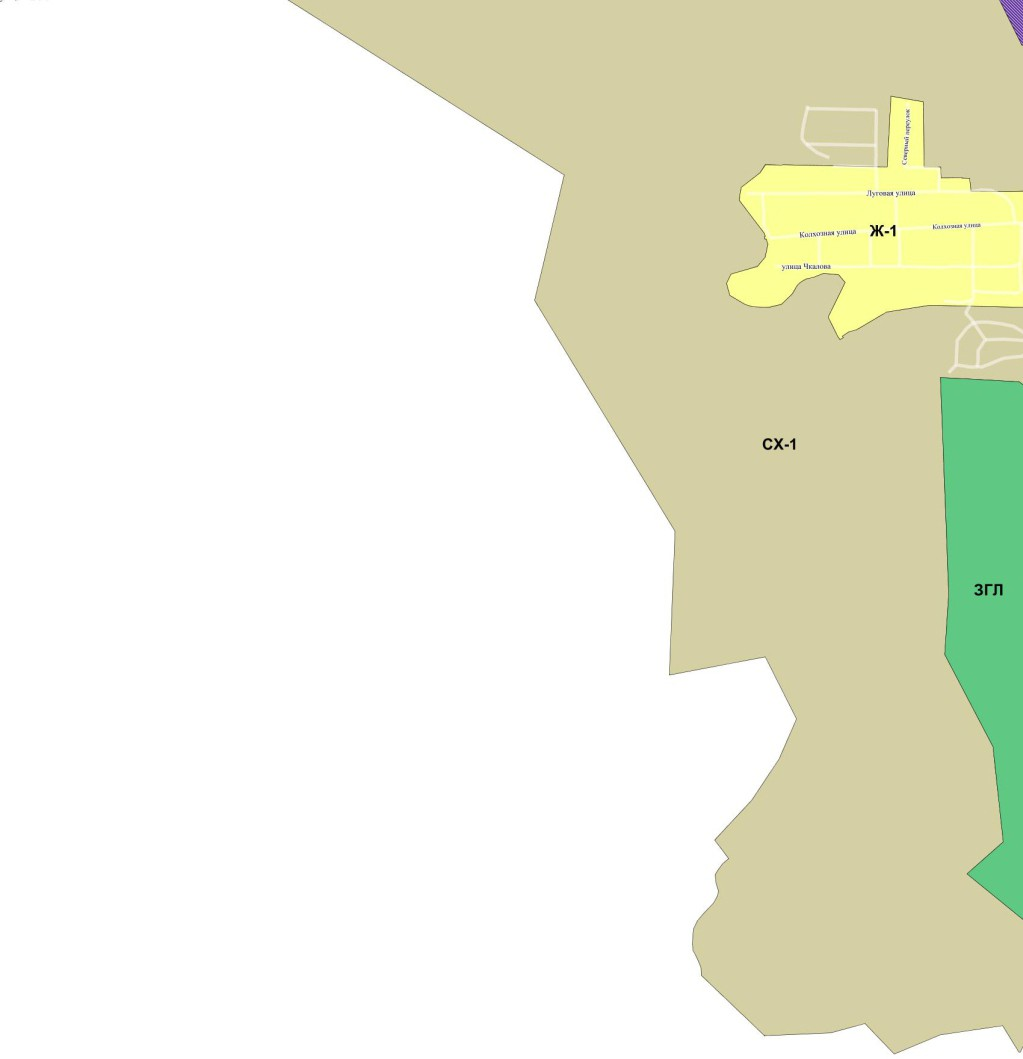 Северный переулок
Луговая улица
Колхозная улица
Ж-1
Колхозная улица
улица Чкалова
СХ-1
ЗГЛ